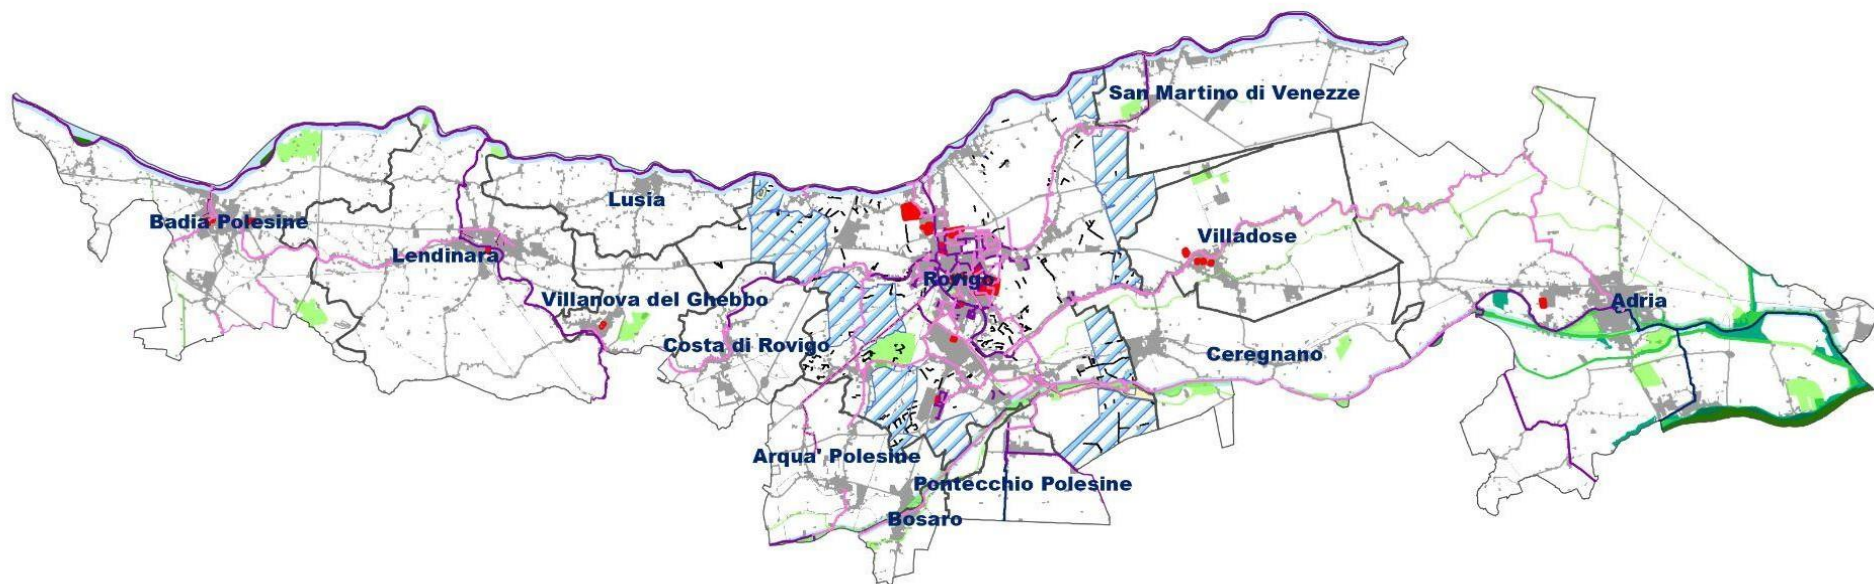 San Martino di Venezze
Lusia
Badia Polesine
Villadose
Lendinara
Rovigo
Villanova del Ghebbo
Adria
Costa di Rovigo
Ceregnano
Arqua' Polesine
Pontecchio Polesine
Bosaro